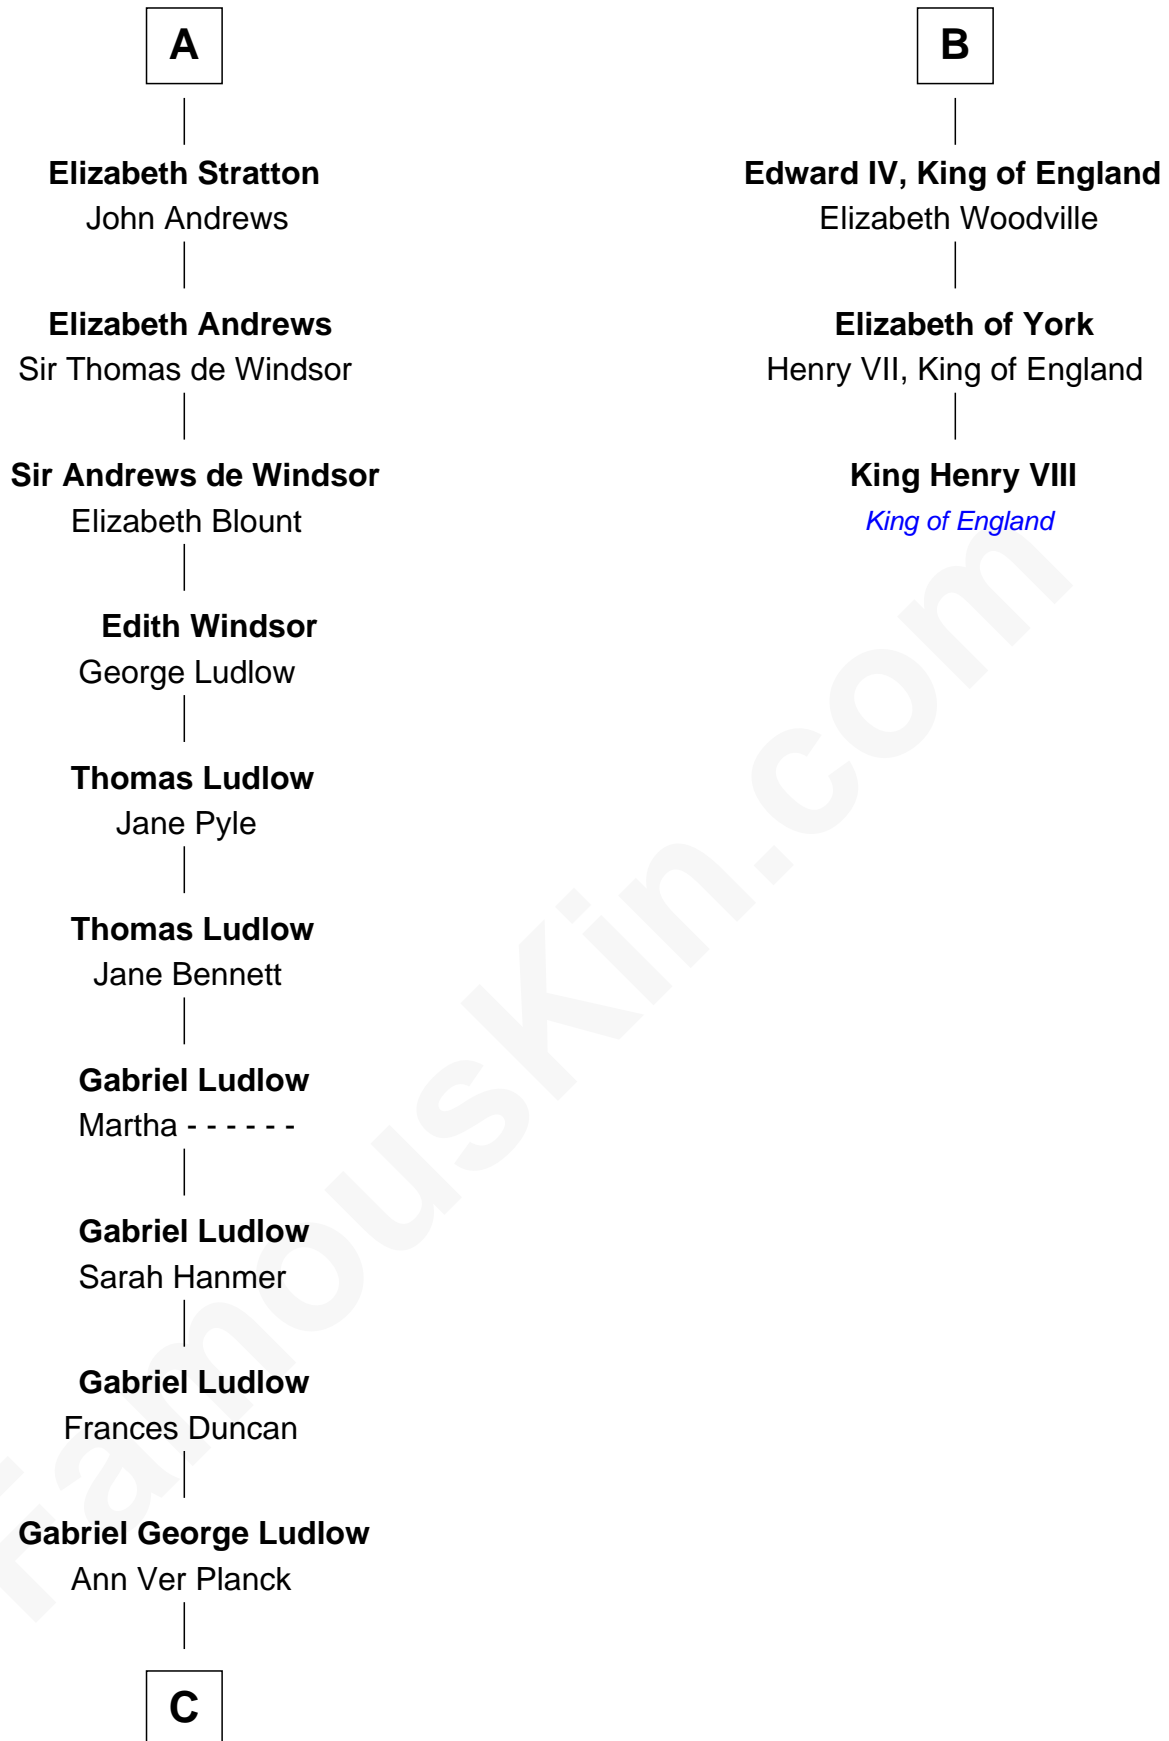 A
Elizabeth Stratton
John Andrews
Elizabeth Andrews
Sir Thomas de Windsor
Sir Andrews de Windsor
Elizabeth Blount
Edith Windsor
George Ludlow
Thomas Ludlow
Jane Pyle
Thomas Ludlow
Jane Bennett
Gabriel Ludlow
Martha - - - - - -
Gabriel Ludlow
Sarah Hanmer
Gabriel Ludlow
Frances Duncan
Gabriel George Ludlow
Ann Ver Planck
C
B
Edward IV, King of England
Elizabeth Woodville
Elizabeth of York
Henry VII, King of England
King Henry VIII
King of England
FamousKin.com